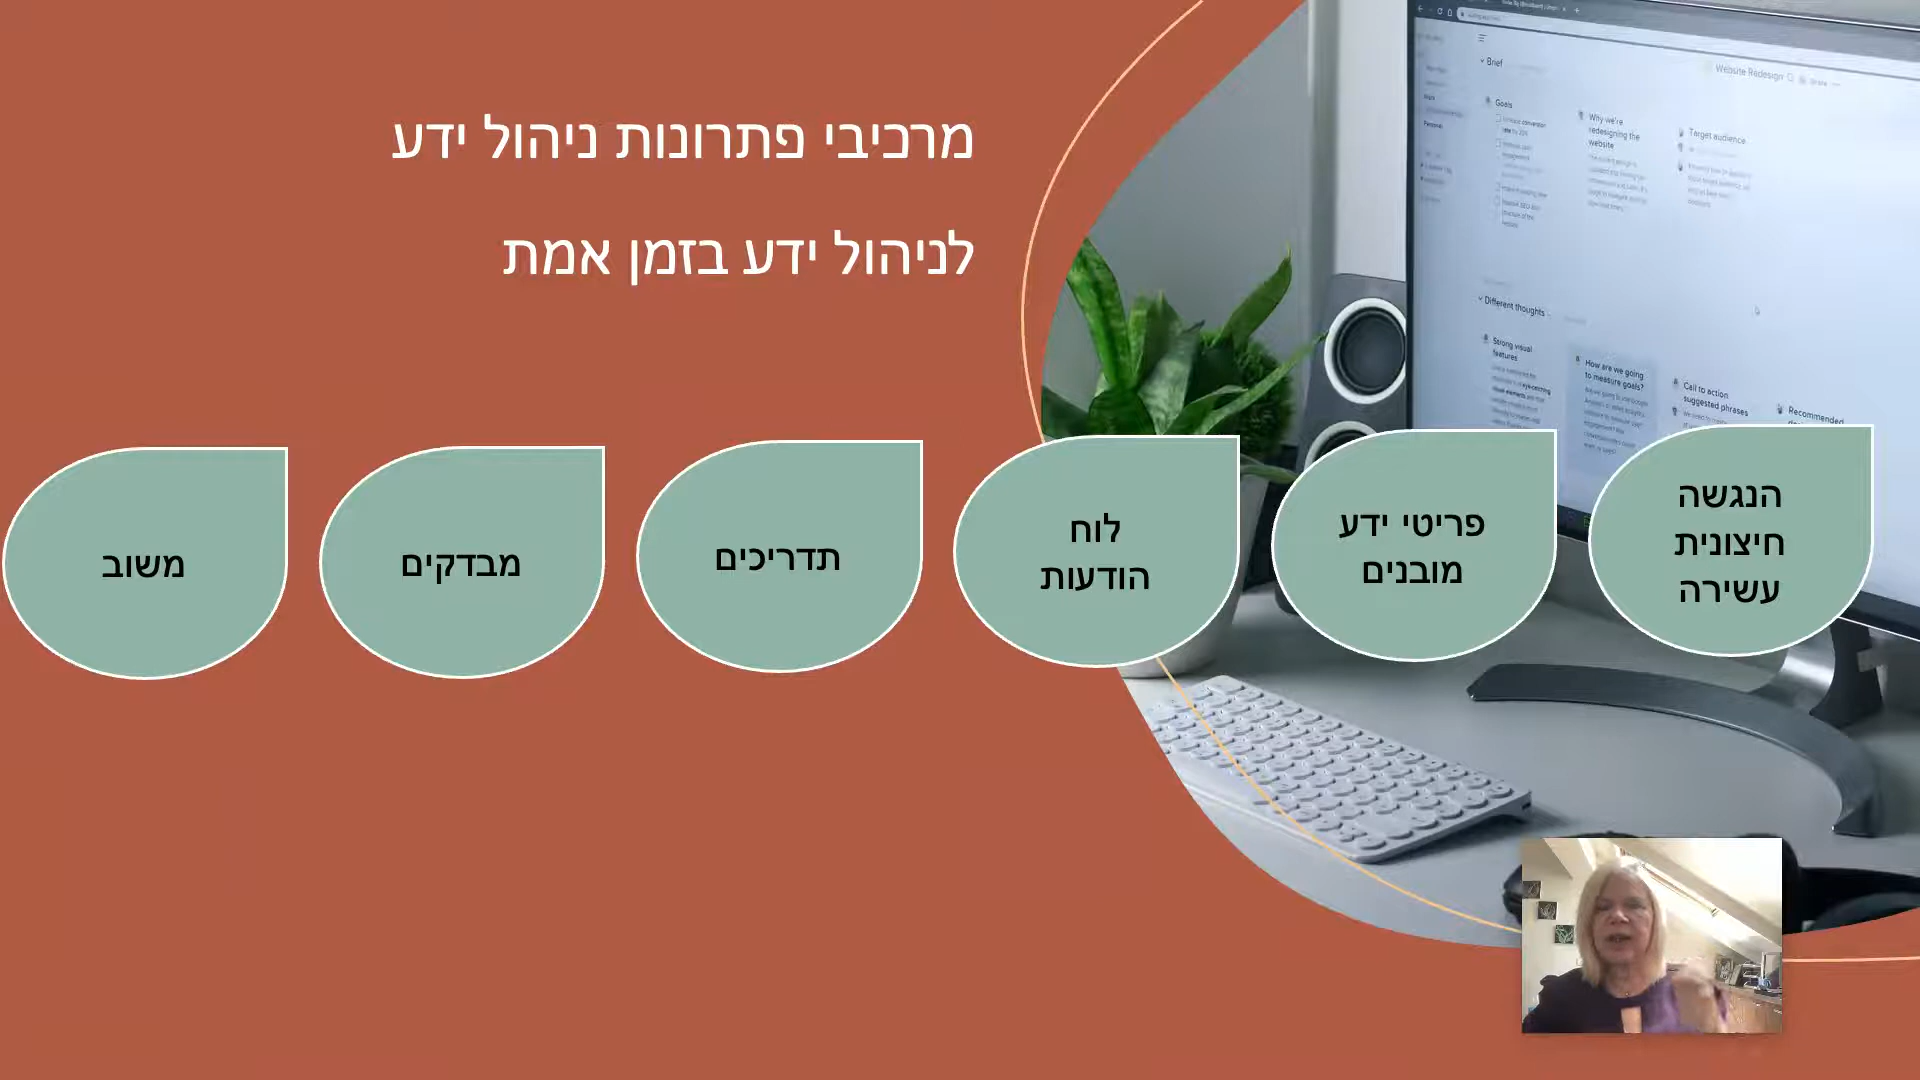 מרכיבי פתרונות ניהול ידע
לניהול ידע בזמן אמת
הנגשה
חיצונית
עשירה
פריטי ידע
מובנים
לוח
הודעות
תדריכים
מבדקים
משוב
Website Redesign
Share
Brief
Goals
Why we're
redesigning the
website
Target audience
Different thoughts
Strong visual
features
How are we going
to measure goals?
Call to action
suggested phrases
Recommended